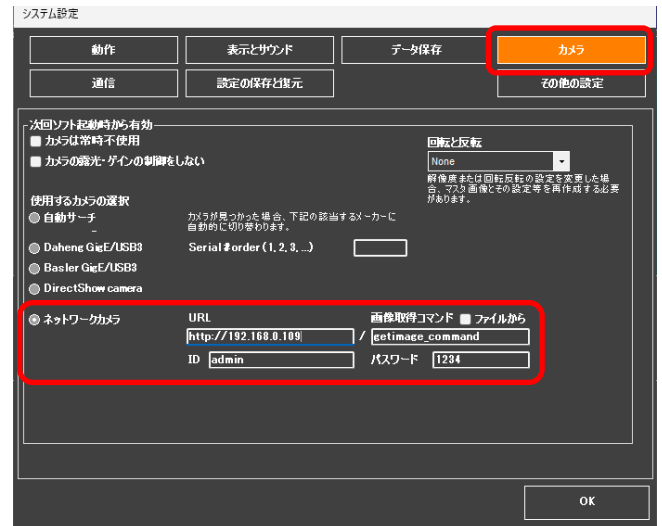 システム設定
動作 表示とサウンド データ保存 カメラ
通信 設定の保存と復元 その他の設定
次回ソフト起動時から有効
カメラは常時不使用
カメラの露光・ゲインの制御をしない
回転と反転
None
解像度または回転反転の設定を変更した場
合、マスク画像とその設定等を再作成する必要
があります。
使用するカメラの選択
自動サーチ
-
カメラが見つかった場合、下記の該当するメーカーに
自動的に切り替わります。
Daheng GigE/USB3 Serial#order(1,2,3,...)
Basler GigE/USB3
DirectShow camera
ネットワークカメラ URL 画像取得コマンド ファイルから
http://192.168.0.109 / getimage_command
ID admin パスワード 1234
OK